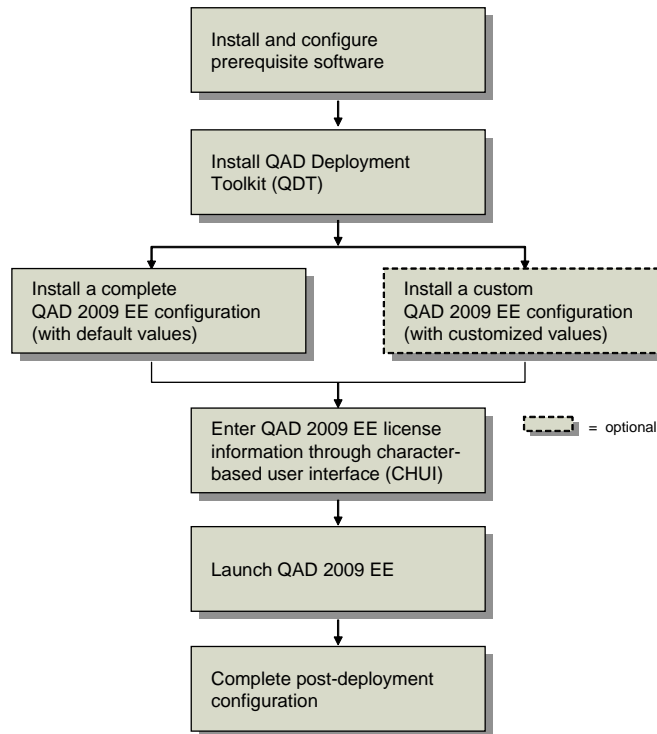 Install and configure
prerequisite software
Install QAD Deployment
Toolkit (QDT)
Install a complete
QAD 2009 EE configuration
(with default values)
Install a custom
QAD 2009 EE configuration
(with customized values)
Enter QAD 2009 EE license
information through character-
based user interface (CHUI)
= optional
Launch QAD 2009 EE
Complete post-deployment
configuration